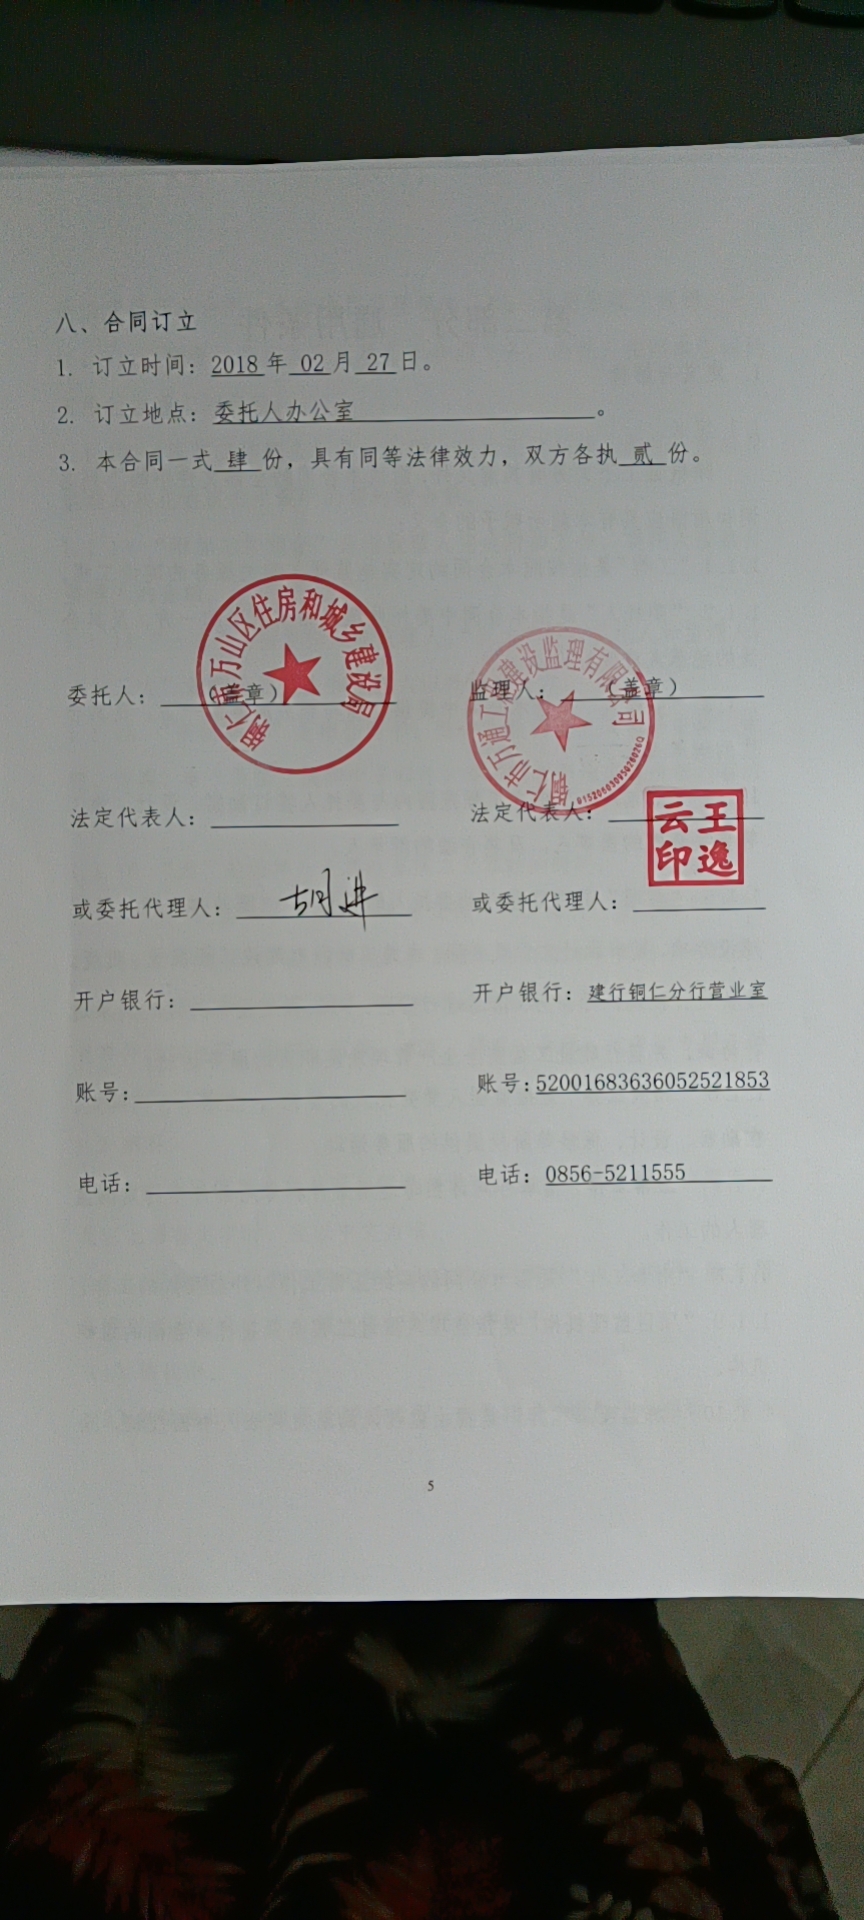 八、合同订立
1. 订立时间：2018年 02 月 27 日。
2. 订立地点：委托人办公室。
3. 本合同一式 肆 份，具有同等法律效力，双方各执 贰 份。
铜仁市万山区住房和城乡建设局
委托人：（盖章）
铜仁市万通工程建设监理有限公司
监理人：（盖章）
法定代表人：
法定代表人：
王逸
云印
或委托代理人：胡进
或委托代理人：
开户银行：
开户银行：建行铜仁分行营业室
账号:
账号:52001683636052521853
电话：
电话：0856-5211555
5